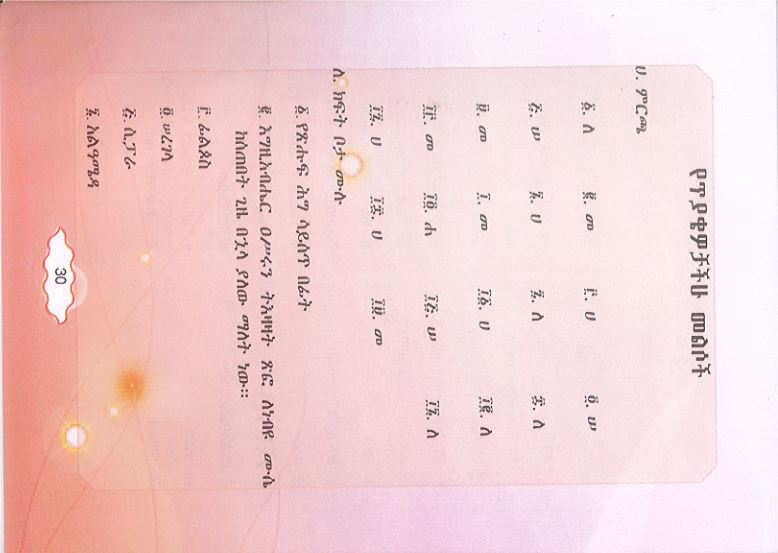 የጥያቄዎቻችሁ መልሶች
ሀ. ምርጫ
፩. ለ ፪. መ ፫. ሀ ፬. ሠ
፭. ሠ ፮. ሀ ፯. ለ ፰. ለ
፱. መ ፲. መ ፲፩. ሀ ፲፪. ለ
፲፫. መ ፲፬. ሐ ፲፭. ሠ ፲፮. ለ
፲፯. ሀ ፲፰. ሀ ፲፱. መ
ለ. ክፍት ቦታ ሙሉ
፩. የጽሑፍ ሕግ ሳይሰጥ በፊት
፪. እግዚአብሔር ዐሥሩን ትእዛዛት ጽፎ ለነብዩ ሙሴ
ከሰጠበት ጊዜ በኋላ ያለው ማለት ነው፡፡
፫. ፊልጶስ
፬. ሠረገላ
፭. ሲፓራ
፮. አልዓሜዳ
30